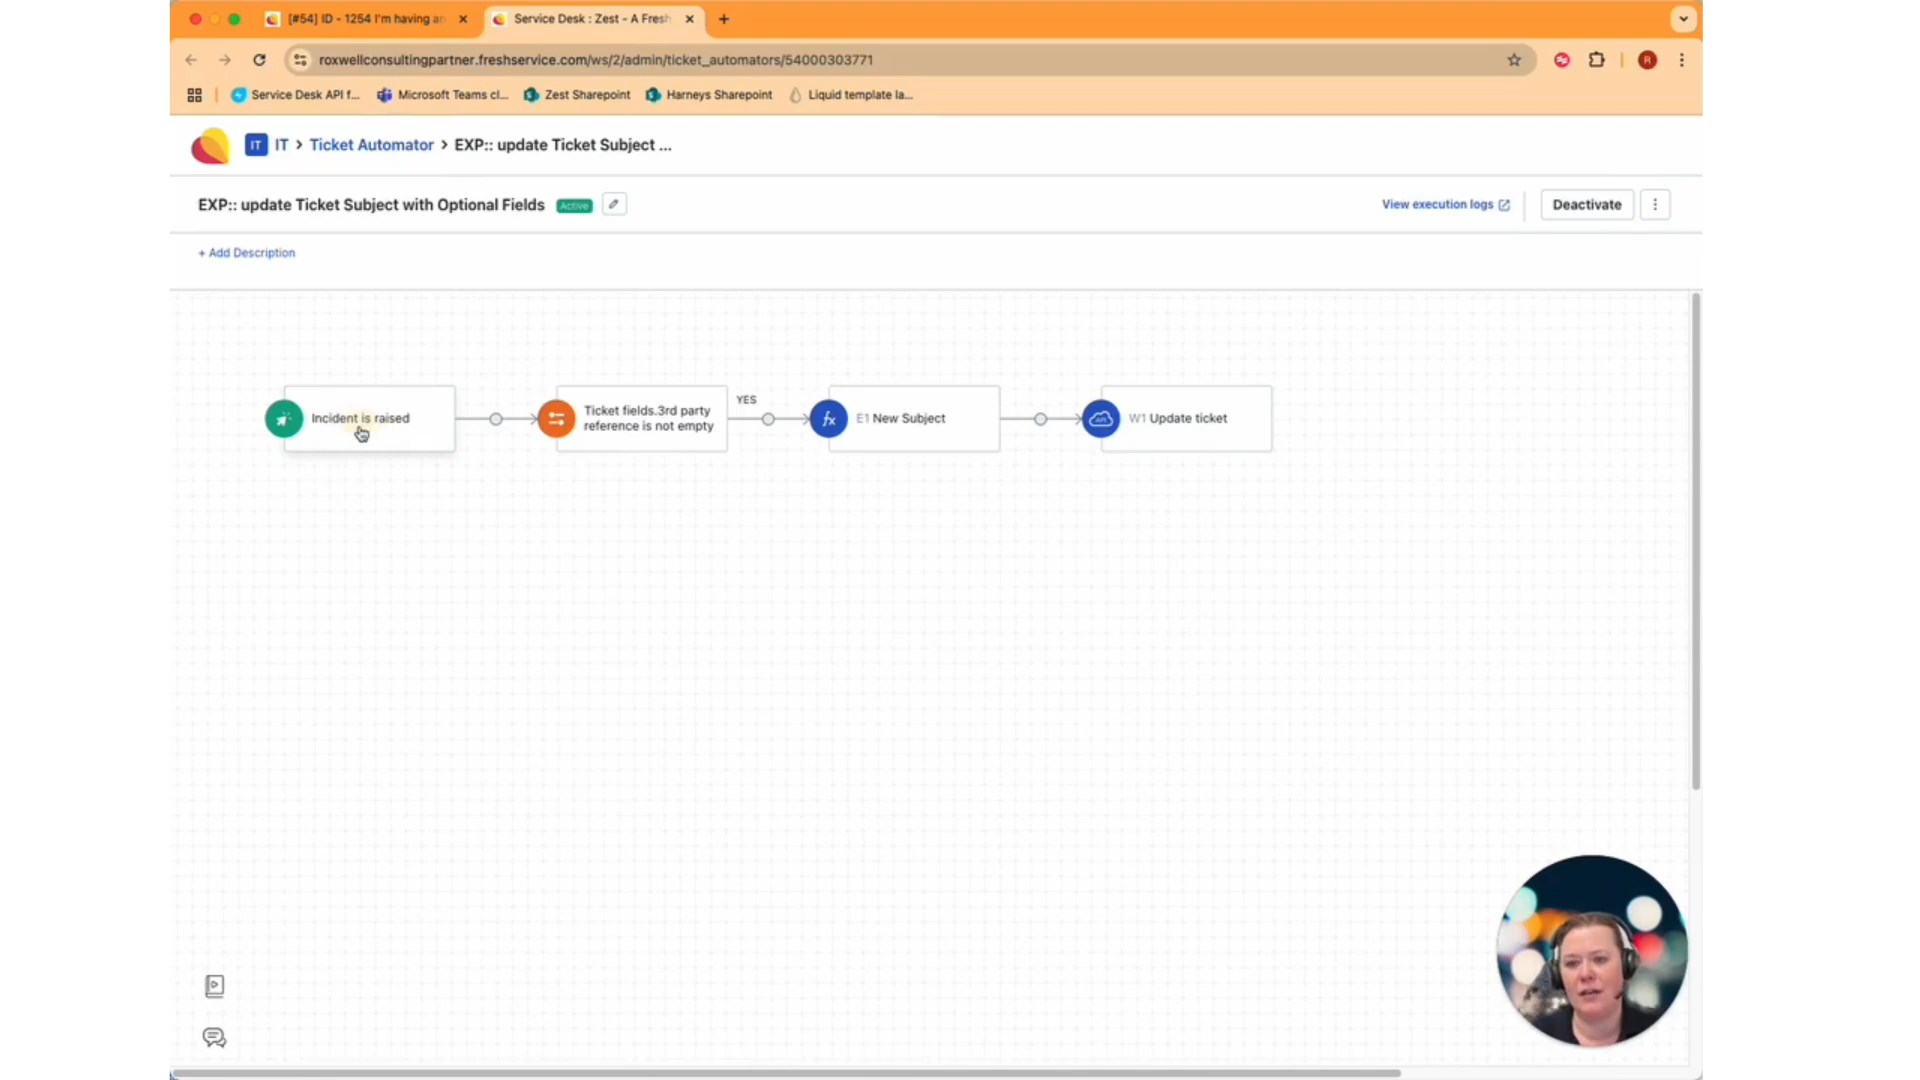 [#54] ID - 1254 I'm having an
Service Desk : Zest - A Fresh
roxwellconsultingpartner.freshservice.com/ws/2/admin/ticket_automators/54000303771
R
Service Desk API f...
Microsoft Teams cl...
Zest Sharepoint
Harneys Sharepoint
Liquid template la...
IT IT > Ticket Automator > EXP:: update Ticket Subject ...
EXP:: update Ticket Subject with Optional Fields
Active
View execution logs
Deactivate
+ Add Description
Incident is raised
Ticket fields.3rd party
reference is not empty
YES
fx
E1 New Subject
API
W1 Update ticket